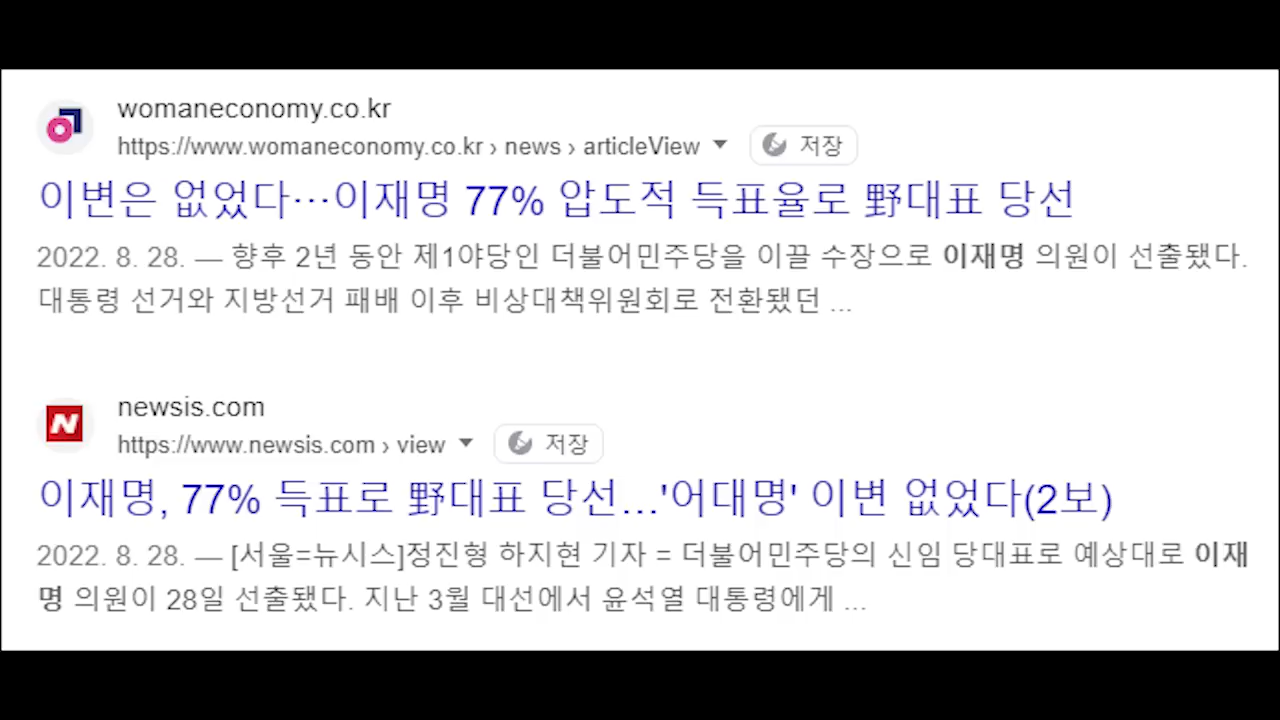 womaneconomy.co.kr
https://www.womaneconomy.co.kr › news › articleView
저장
이변은 없었다…이재명 77% 압도적 득표율로 野대표 당선
2022. 8. 28. — 향후 2년 동안 제1야당인 더불어민주당을 이끌 수장으로 이재명 의원이 선출됐다.
대통령 선거와 지방선거 패배 이후 비상대책위원회로 전환됐던 ...
N
newsis.com
https://www.newsis.com › view
저장
이재명, 77% 득표로 野대표 당선...'어대명' 이변 없었다(2보)
2022. 8. 28. — [서울=뉴시스]정진형 하지현 기자 = 더불어민주당의 신임 당대표로 예상대로 이재
명 의원이 28일 선출됐다. 지난 3월 대선에서 윤석열 대통령에게 ...